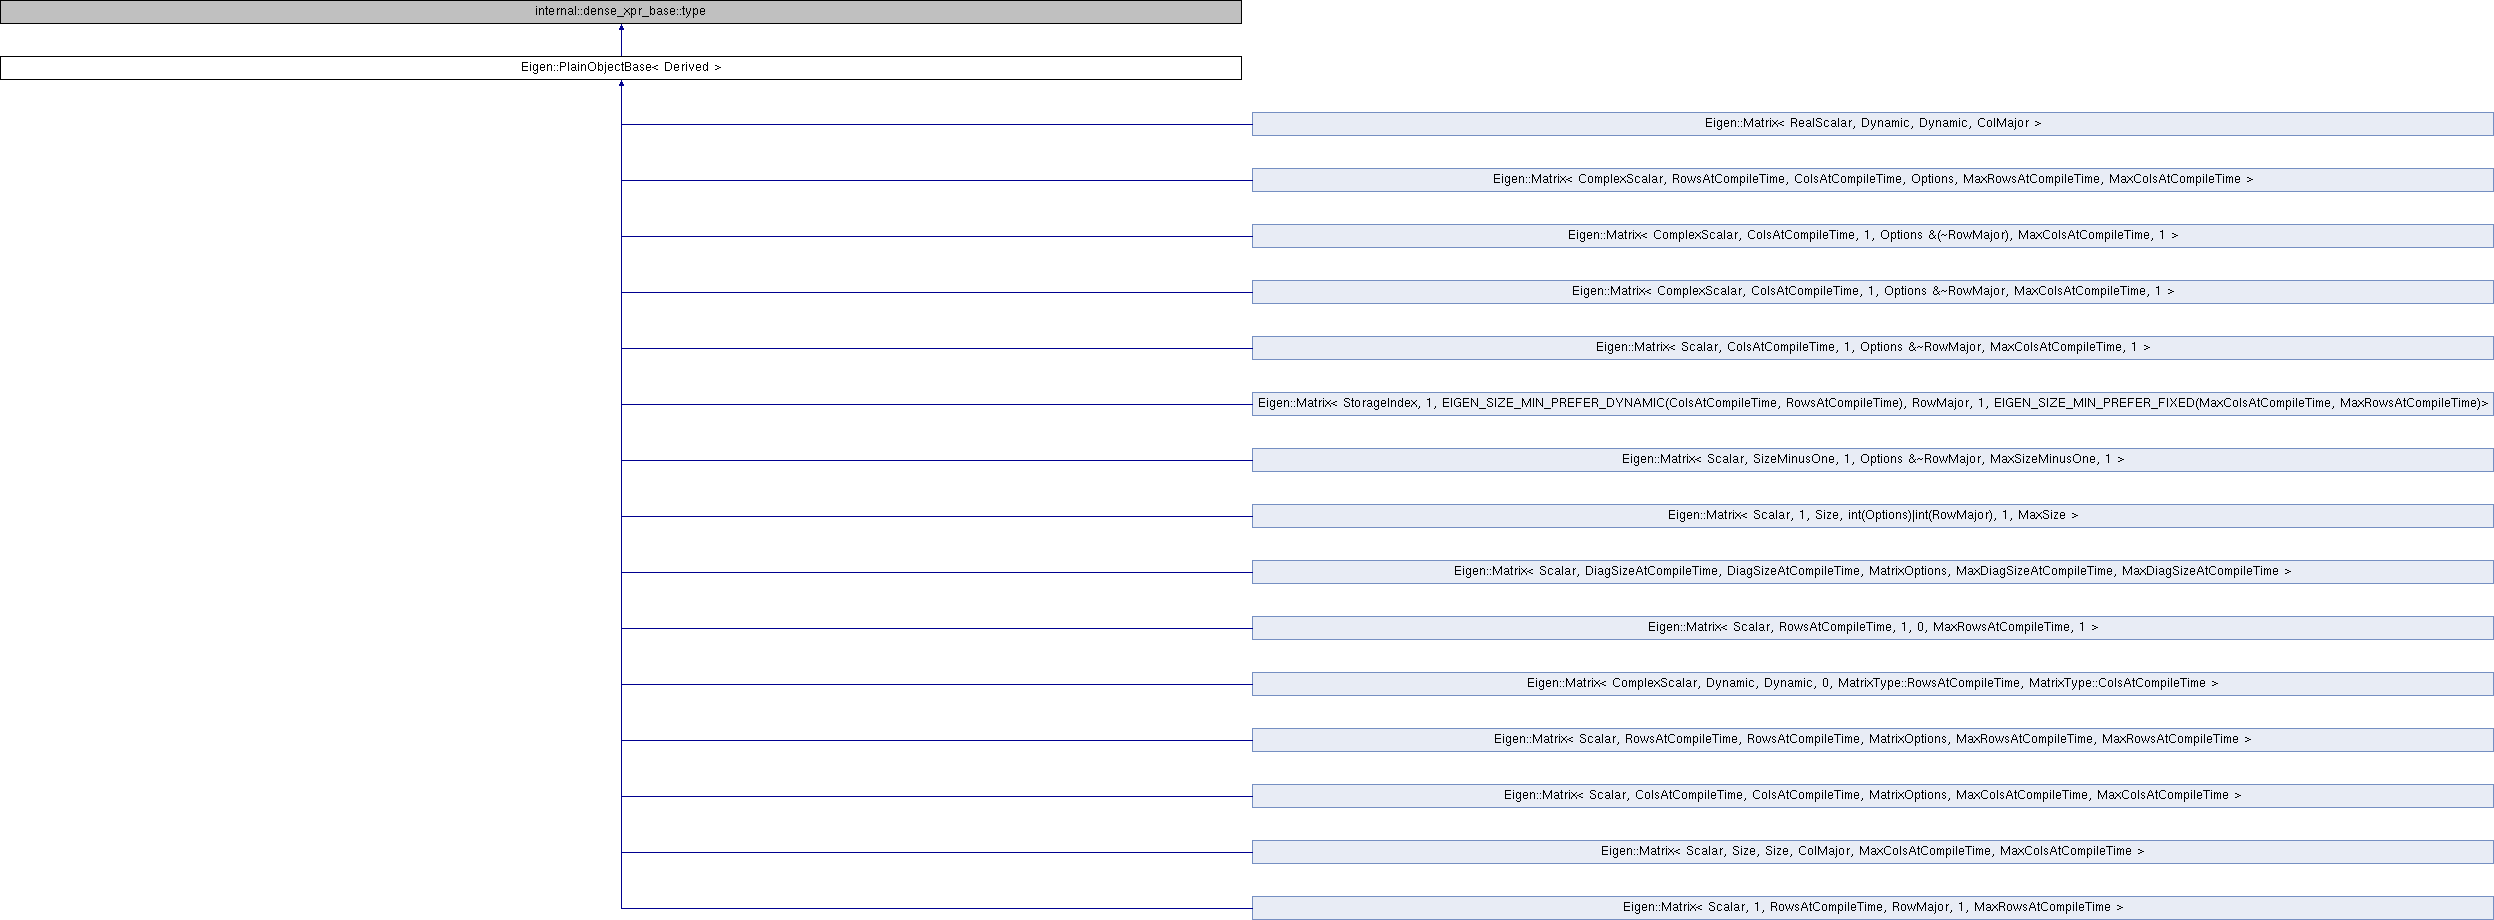 internal::dense_xpr_base::type
Eigen::PlainObjectBase< Derived >
Eigen::Matrix< RealScalar, Dynamic, Dynamic, ColMajor >
Eigen::Matrix< ComplexScalar, RowsAtCompileTime, ColsAtCompileTime, Options, MaxRowsAtCompileTime, MaxColsAtCompileTime >
Eigen::Matrix< ComplexScalar, ColsAtCompileTime, 1, Options &(~RowMajor), MaxColsAtCompileTime, 1 >
Eigen::Matrix< ComplexScalar, ColsAtCompileTime, 1, Options &~RowMajor, MaxColsAtCompileTime, 1 >
Eigen::Matrix< Scalar, ColsAtCompileTime, 1, Options &~RowMajor, MaxColsAtCompileTime, 1 >
Eigen::Matrix< StorageIndex, 1, EIGEN_SIZE_MIN_PREFER_DYNAMIC(ColsAtCompileTime, RowsAtCompileTime), RowMajor, 1, EIGEN_SIZE_MIN_PREFER_FIXED(MaxColsAtCompileTime, MaxRowsAtCompileTime)>
Eigen::Matrix< Scalar, SizeMinusOne, 1, Options &~RowMajor, MaxSizeMinusOne, 1 >
Eigen::Matrix< Scalar, 1, Size, int(Options)|int(RowMajor), 1, MaxSize >
Eigen::Matrix< Scalar, DiagSizeAtCompileTime, DiagSizeAtCompileTime, MatrixOptions, MaxDiagSizeAtCompileTime, MaxDiagSizeAtCompileTime >
Eigen::Matrix< Scalar, RowsAtCompileTime, 1, 0, MaxRowsAtCompileTime, 1 >
Eigen::Matrix< ComplexScalar, Dynamic, Dynamic, 0, MatrixType::RowsAtCompileTime, MatrixType::ColsAtCompileTime >
Eigen::Matrix< Scalar, RowsAtCompileTime, RowsAtCompileTime, MatrixOptions, MaxRowsAtCompileTime, MaxRowsAtCompileTime >
Eigen::Matrix< Scalar, ColsAtCompileTime, ColsAtCompileTime, MatrixOptions, MaxColsAtCompileTime, MaxColsAtCompileTime >
Eigen::Matrix< Scalar, Size, Size, ColMajor, MaxColsAtCompileTime, MaxColsAtCompileTime >
Eigen::Matrix< Scalar, 1, RowsAtCompileTime, RowMajor, 1, MaxRowsAtCompileTime >